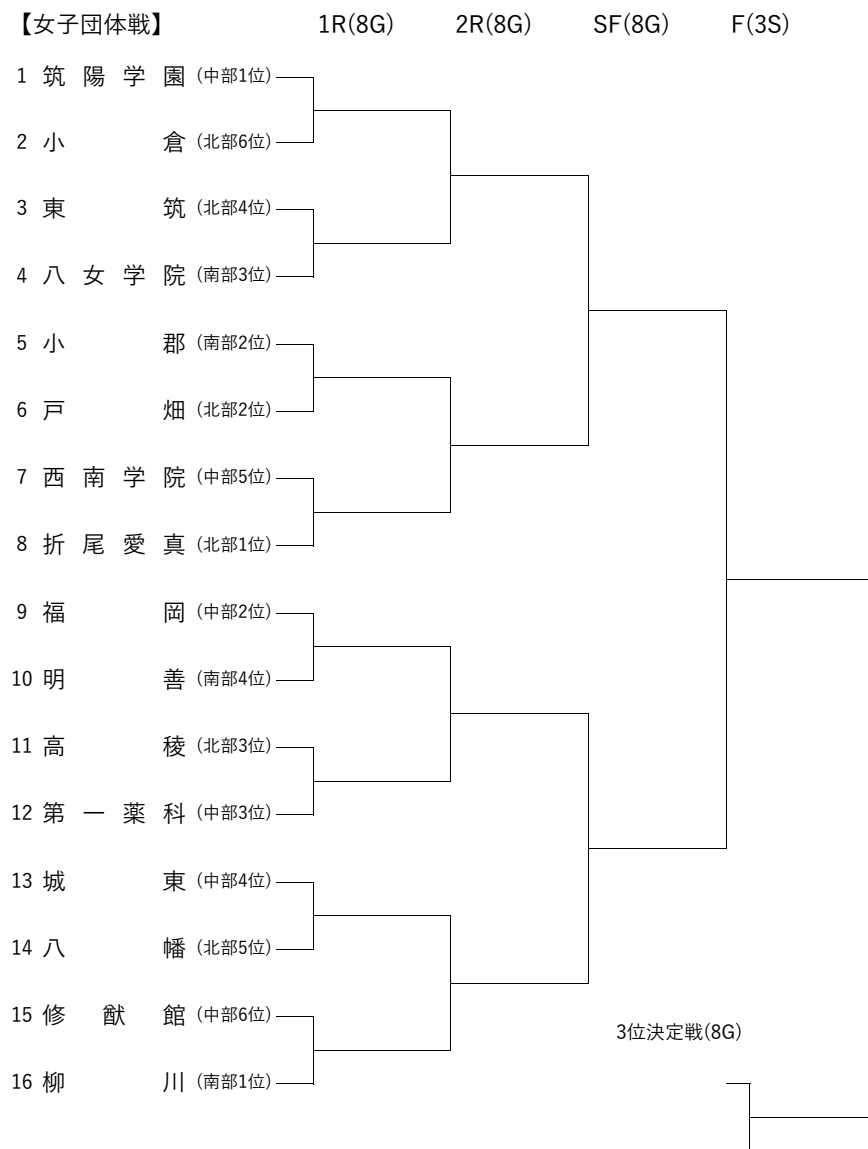 【女子団体戦】 1R(8G) 2R(8G) SF(8G) F(3S)
1 筑陽学園 (中部1位)
2 小倉 (北部6位)
3 東筑 (北部4位)
4 八女学院 (南部3位)
5 小郡 (南部2位)
6 戸畑 (北部2位)
7 西南学院 (中部5位)
8 折尾愛真 (北部1位)
9 福岡 (中部2位)
10 明善 (南部4位)
11 高稜 (北部3位)
12 第一薬科 (中部3位)
13 城東 (中部4位)
14 八幡 (北部5位)
15 修猷館 (中部6位)
3位決定戦(8G)
16 柳川 (南部1位)